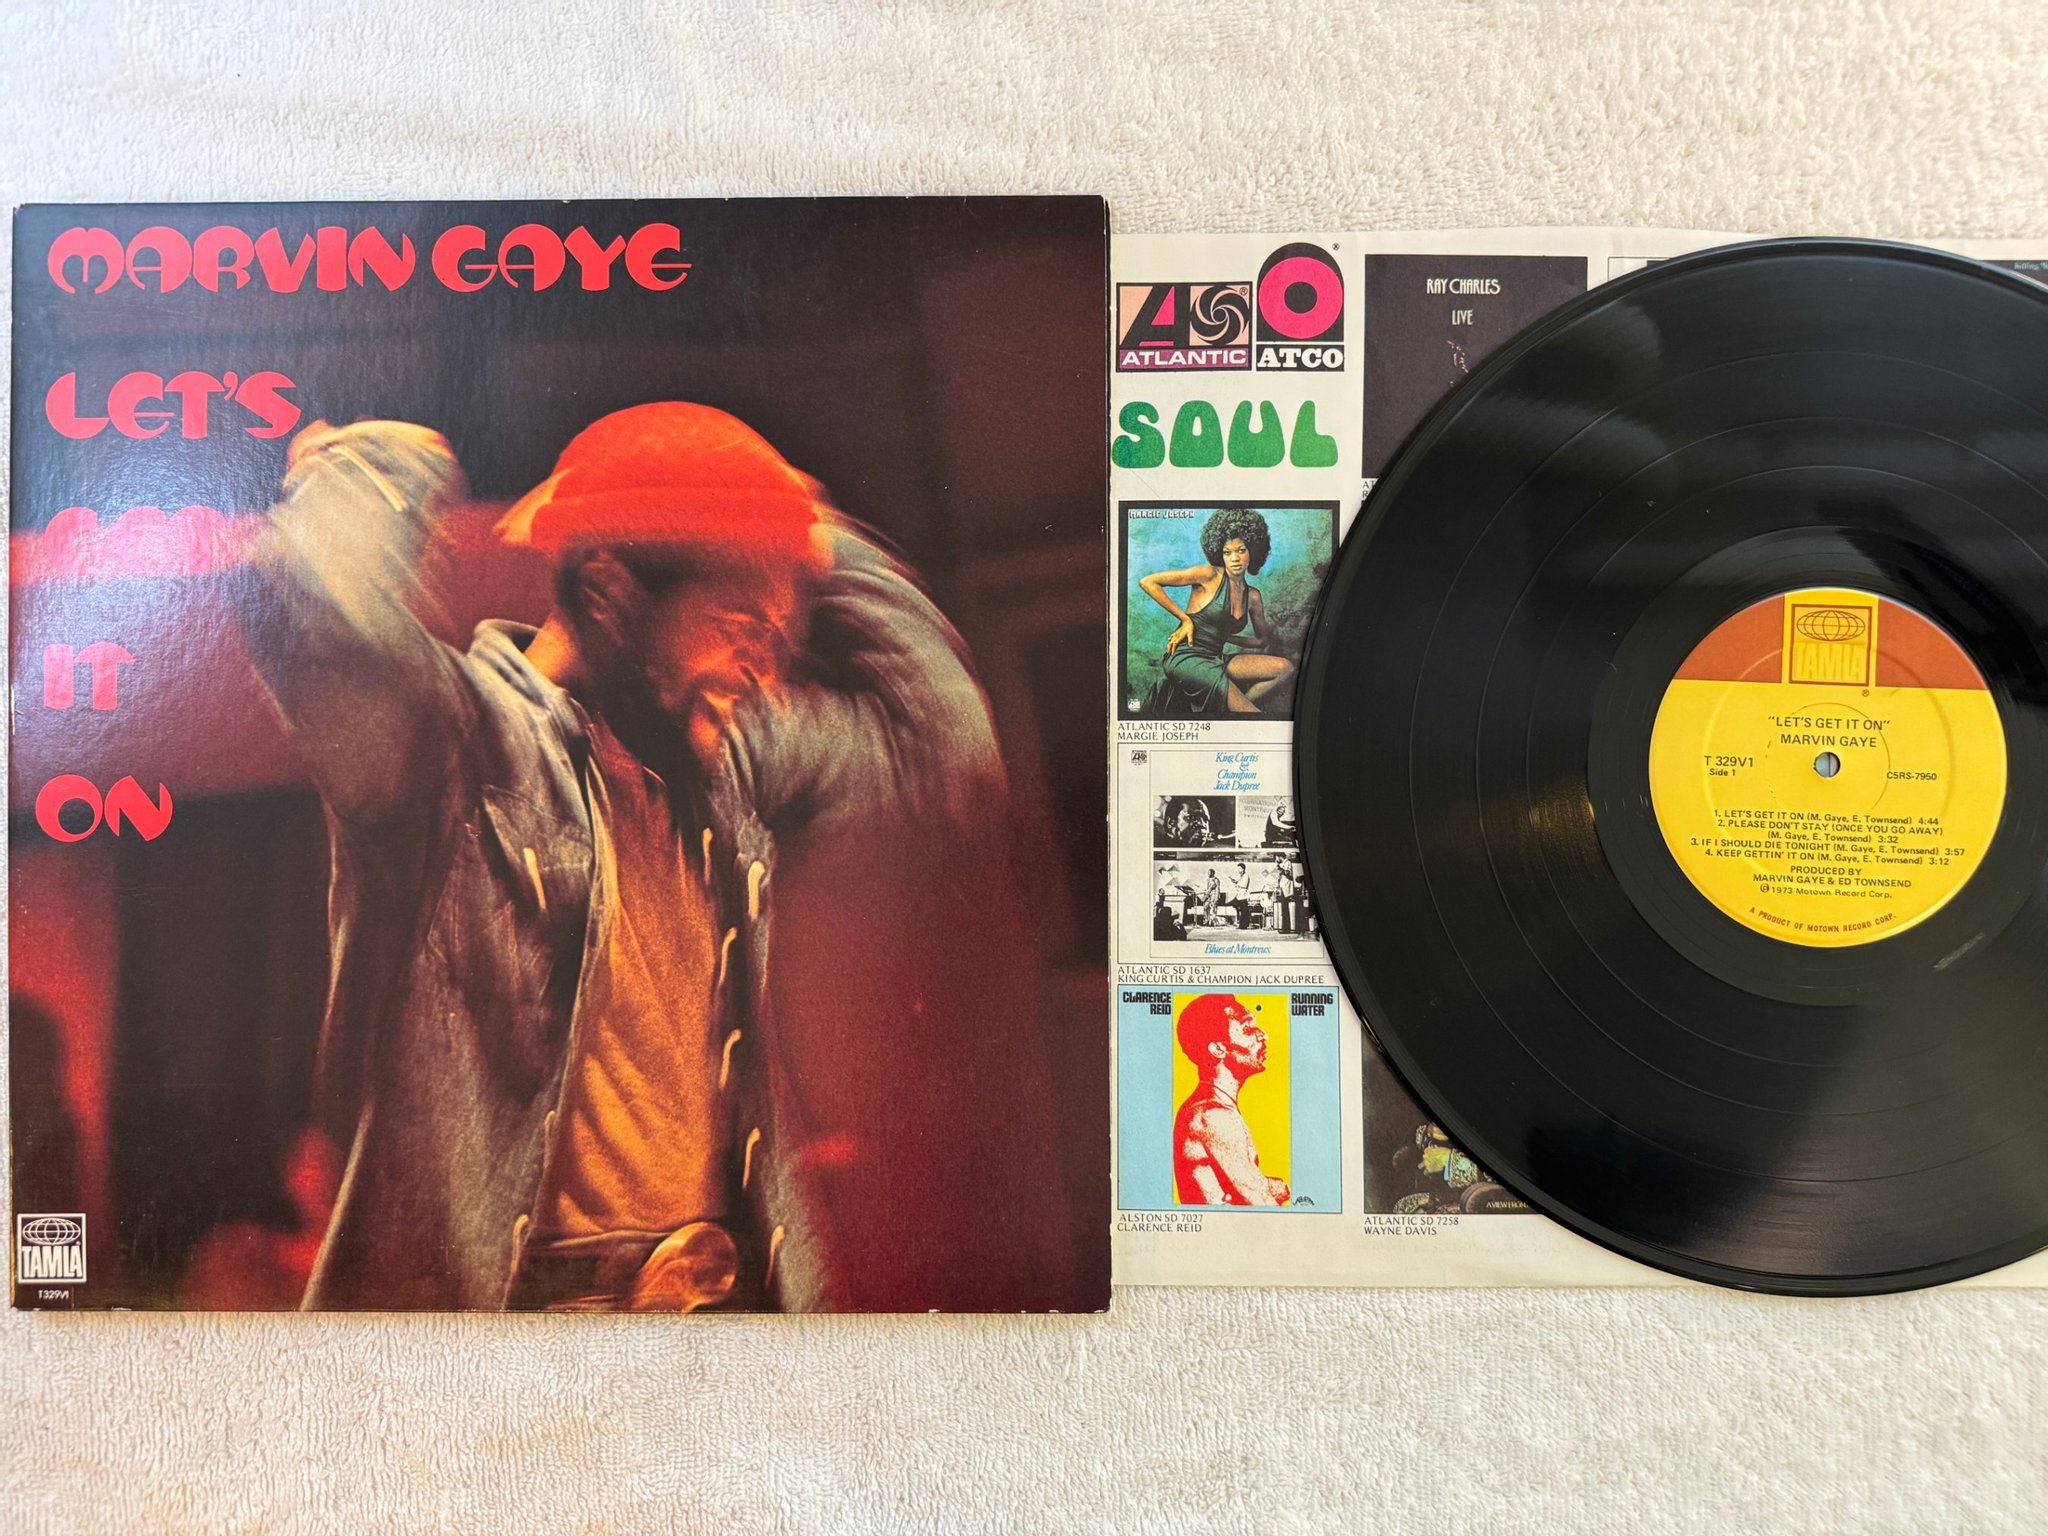 MARVIN GAYE
LET'S
IT
ON
TAMLA
T329V1
ATLANTIC
®
ATCO
SOUL
RAY CHARLES
LIVE
MARGIE JOSEPH
ATLANTIC SD 7248
MARGIE JOSEPH
King Curtis
&
Champion
Jack Dupree
Blues at Montreux
ATLANTIC SD 1637
KING CURTIS & CHAMPION JACK DUPREE
CLARENCE
REID
RUNNING
WATER
ALSTON SD 7027
CLARENCE REID
ATLANTIC SD 7258
WAYNE DAVIS
TAMLA
®
"LET'S GET IT ON"
MARVIN GAYE
T 329V1
Side 1
C5RS-7950
1. LET'S GET IT ON (M. Gaye, E. Townsend) 4:44
2. PLEASE DON'T STAY (ONCE YOU GO AWAY)
(M. Gaye, E. Townsend) 3:32
3. IF I SHOULD DIE TONIGHT (M. Gaye, E. Townsend) 3:57
4. KEEP GETTIN' IT ON (M. Gaye, E. Townsend) 3:12
PRODUCED BY
MARVIN GAYE & ED TOWNSEND
℗ 1973 Motown Record Corp.
A PRODUCT OF MOTOWN RECORD CORP.